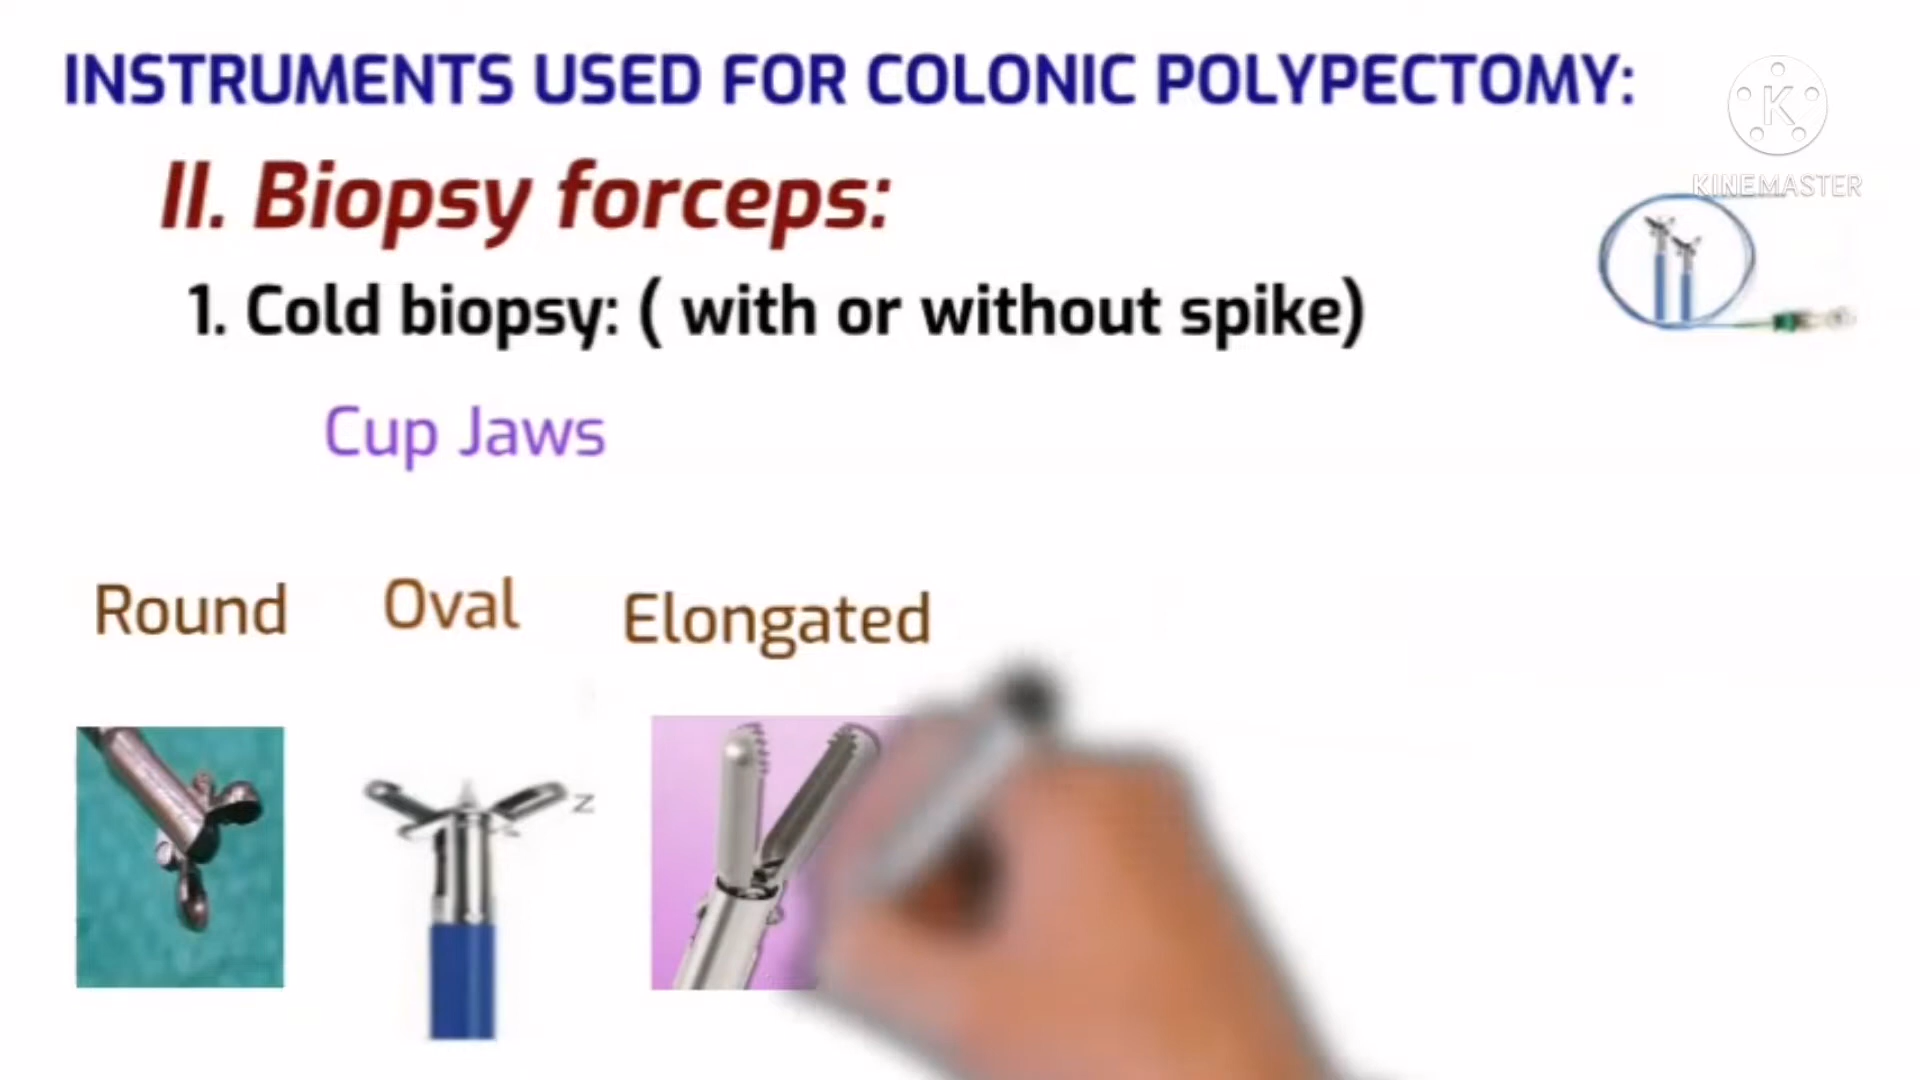 INSTRUMENTS USED FOR COLONIC POLYPECTOMY:
K
KINEMASTER
II. Biopsy forceps:
1. Cold biopsy: ( with or without spike)
Cup Jaws
Round Oval Elongated
z